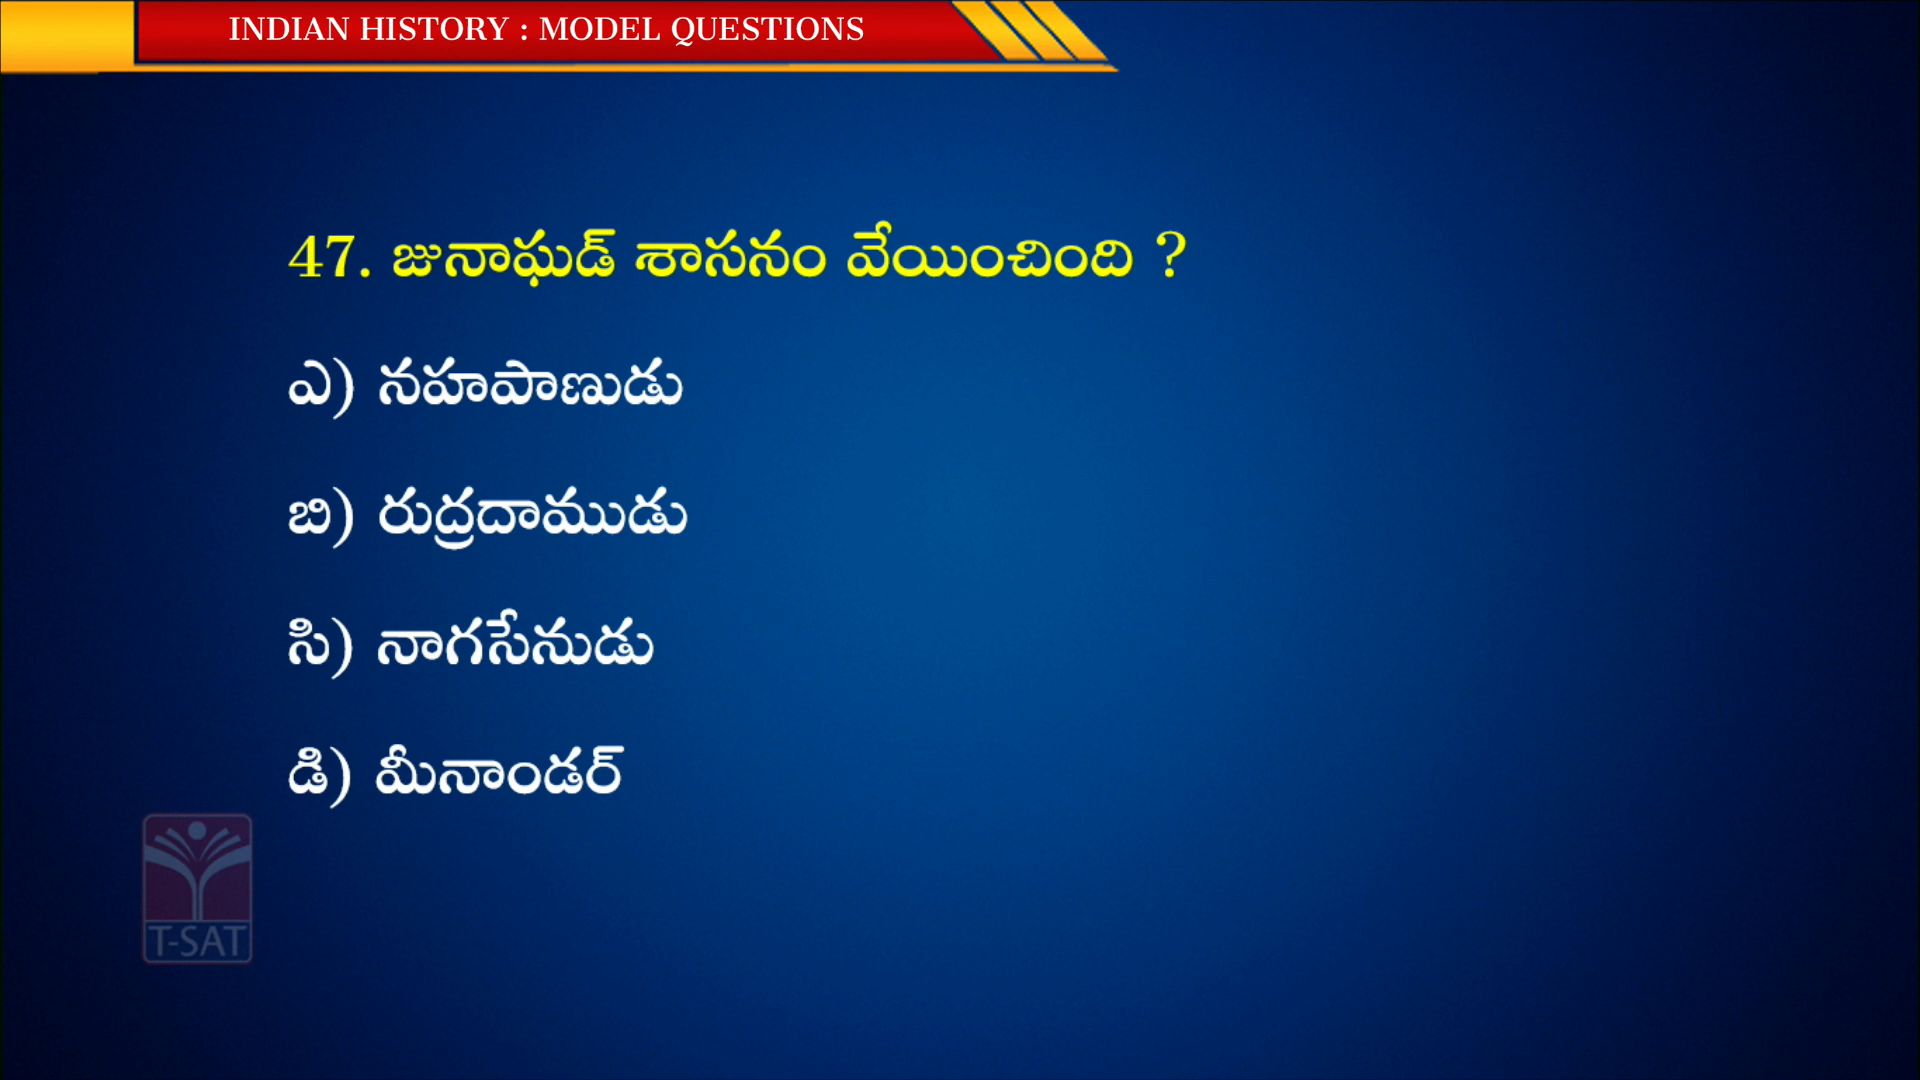 INDIAN HISTORY : MODEL QUESTIONS
47. జునాఘడ్ శాసనం వేయించింది ?
ఎ) నహపాణుడు
బి) రుద్రదాముడు
సి) నాగసేనుడు
డి) మీనాండర్
T-SAT